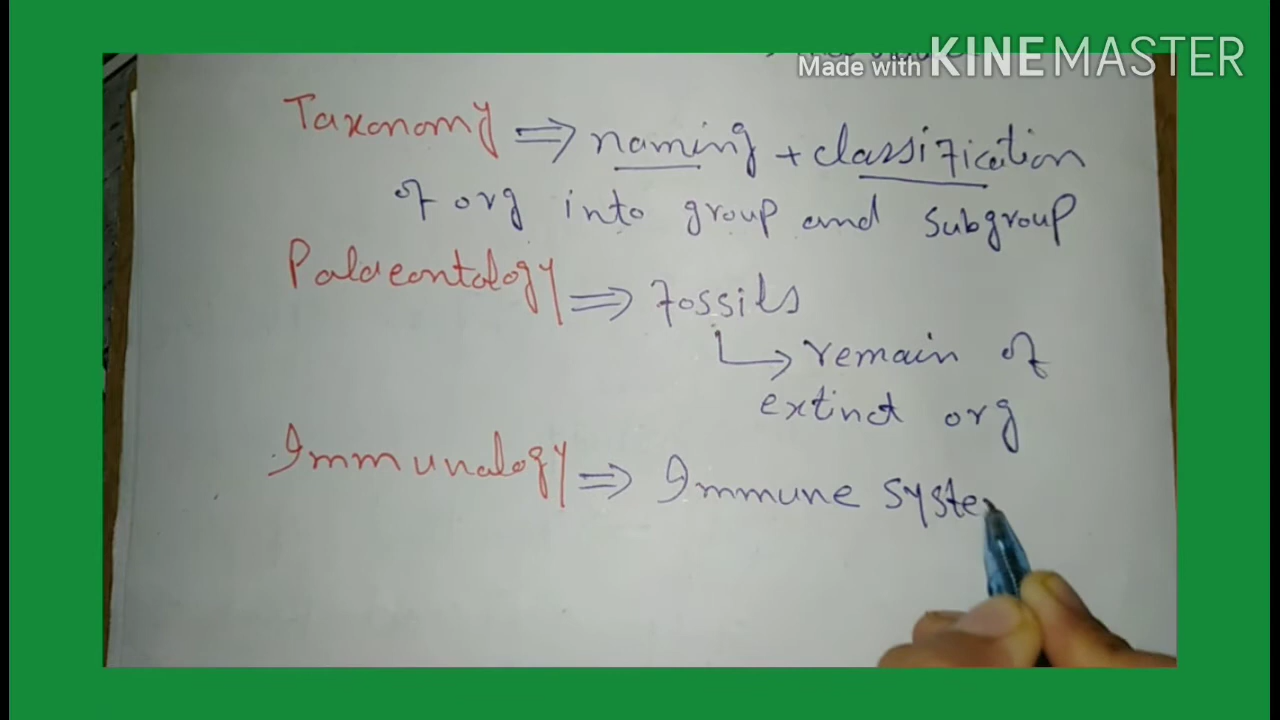 Made with KINEMASTER
Taxonomy ⇒ naming + classification
of org into group and subgroup
Palaeontology ⇒ Fossils
↳ remain of
extinct org
Immunalogy ⇒ Immune syste